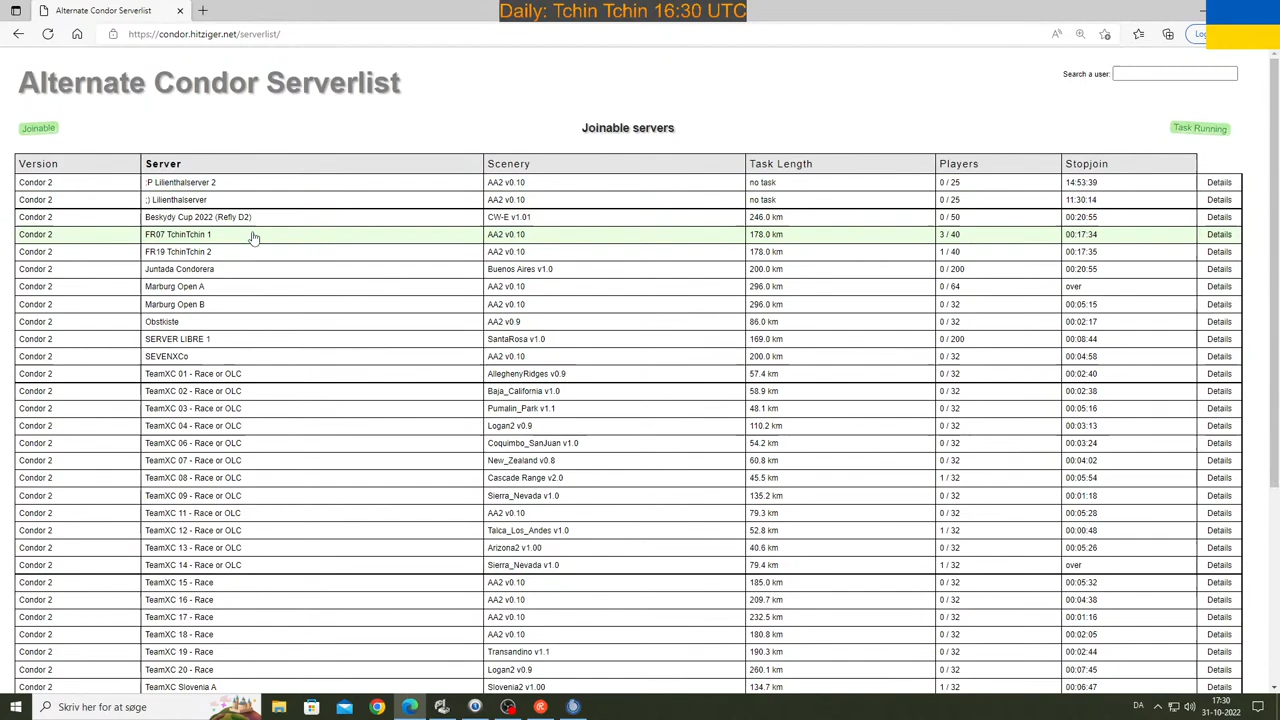 Daily: Tchin Tchin 16:30 UTC
Alternate Condor Serverlist
https://condor.hitziger.net/serverlist/
Alternate Condor Serverlist
Search a user:
Joinable
Joinable servers
Task Running
Version Server Scenery Task Length Players Stopjoin
Condor 2 :P Lilienthalserver 2 AA2 v0.10 no task 0 / 25 14:53:39 Details
Condor 2 ;) Lilienthalserver AA2 v0.10 no task 0 / 25 11:30:14 Details
Condor 2 Beskydy Cup 2022 (Refly D2) CW-E v1.01 246.0 km 0 / 50 00:20:55 Details
Condor 2 FR07 TchinTchin 1 AA2 v0.10 178.0 km 3 / 40 00:17:34 Details
Condor 2 FR19 TchinTchin 2 AA2 v0.10 178.0 km 1 / 40 00:17:35 Details
Condor 2 Juntada Condorera Buenos Aires v1.0 200.0 km 0 / 200 00:20:55 Details
Condor 2 Marburg Open A AA2 v0.10 296.0 km 0 / 64 over Details
Condor 2 Marburg Open B AA2 v0.10 296.0 km 0 / 32 00:05:15 Details
Condor 2 Obstkiste AA2 v0.9 86.0 km 0 / 32 00:02:17 Details
Condor 2 SERVER LIBRE 1 SantaRosa v1.0 169.0 km 0 / 200 00:08:44 Details
Condor 2 SEVENXCo AA2 v0.10 200.0 km 0 / 32 00:04:58 Details
Condor 2 TeamXC 01 - Race or OLC AlleghenyRidges v0.9 57.4 km 0 / 32 00:02:40 Details
Condor 2 TeamXC 02 - Race or OLC Baja_California v1.0 58.9 km 0 / 32 00:02:38 Details
Condor 2 TeamXC 03 - Race or OLC Pumalin_Park v1.1 48.1 km 0 / 32 00:05:16 Details
Condor 2 TeamXC 04 - Race or OLC Logan2 v0.9 110.2 km 0 / 32 00:03:13 Details
Condor 2 TeamXC 06 - Race or OLC Coquimbo_SanJuan v1.0 54.2 km 0 / 32 00:03:24 Details
Condor 2 TeamXC 07 - Race or OLC New_Zealand v0.8 60.8 km 0 / 32 00:04:02 Details
Condor 2 TeamXC 08 - Race or OLC Cascade Range v2.0 45.5 km 1 / 32 00:05:54 Details
Condor 2 TeamXC 09 - Race or OLC Sierra_Nevada v1.0 135.2 km 0 / 32 00:01:18 Details
Condor 2 TeamXC 11 - Race or OLC AA2 v0.10 79.3 km 0 / 32 00:05:28 Details
Condor 2 TeamXC 12 - Race or OLC Talca_Los_Andes v1.0 52.8 km 1 / 32 00:00:48 Details
Condor 2 TeamXC 13 - Race or OLC Arizona2 v1.00 40.6 km 0 / 32 00:05:26 Details
Condor 2 TeamXC 14 - Race or OLC Sierra_Nevada v1.0 79.4 km 1 / 32 over Details
Condor 2 TeamXC 15 - Race AA2 v0.10 185.0 km 0 / 32 00:05:32 Details
Condor 2 TeamXC 16 - Race AA2 v0.10 209.7 km 0 / 32 00:04:38 Details
Condor 2 TeamXC 17 - Race AA2 v0.10 232.5 km 0 / 32 00:01:16 Details
Condor 2 TeamXC 18 - Race AA2 v0.10 180.8 km 0 / 32 00:02:05 Details
Condor 2 TeamXC 19 - Race Transandino v1.1 190.3 km 0 / 32 00:02:44 Details
Condor 2 TeamXC 20 - Race Logan2 v0.9 260.1 km 0 / 32 00:07:45 Details
Condor 2 TeamXC Slovenia A Slovenia2 v1.00 134.7 km 1 / 32 00:06:47 Details
Skriv her for at søge
DA
17:30
31-10-2022